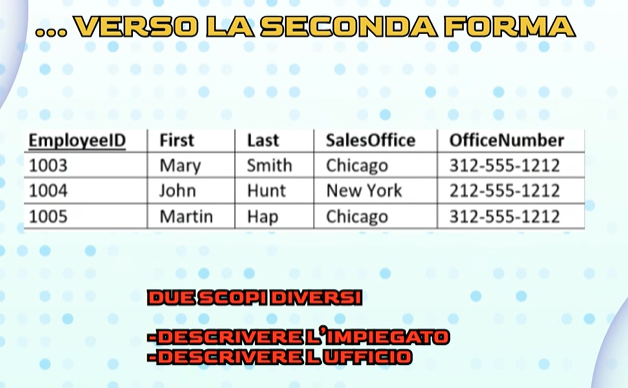 ... VERSO LA SECONDA FORMA
EmployeeID First Last SalesOffice OfficeNumber
1003 Mary Smith Chicago 312-555-1212
1004 John Hunt New York 212-555-1212
1005 Martin Hap Chicago 312-555-1212
DUE SCOPI DIVERSI
-DESCRIVERE L'IMPIEGATO
-DESCRIVERE L UFFICIO